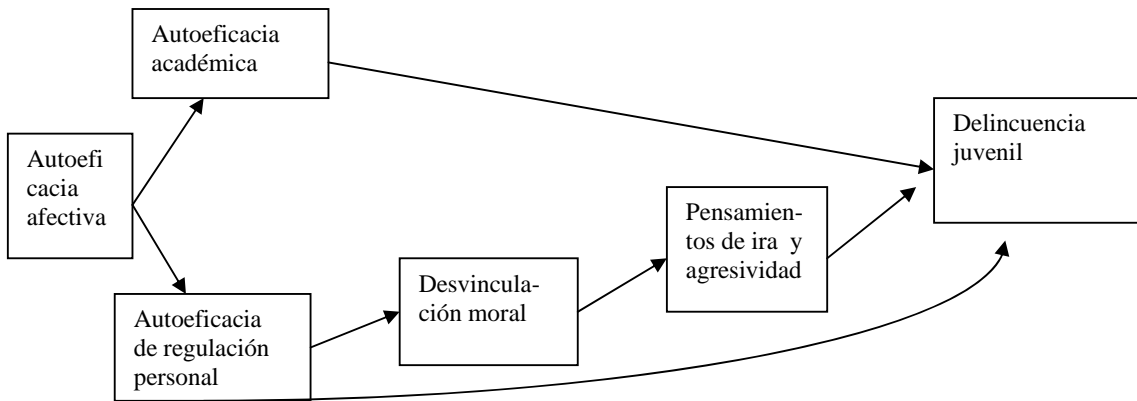 Autoeficacia
académica
Delincuencia
juvenil
Autoefi
cacia
afectiva
Pensamien-
tos de ira  y
agresividad
Desvincula-
ción moral
Autoeficacia
de regulación
personal